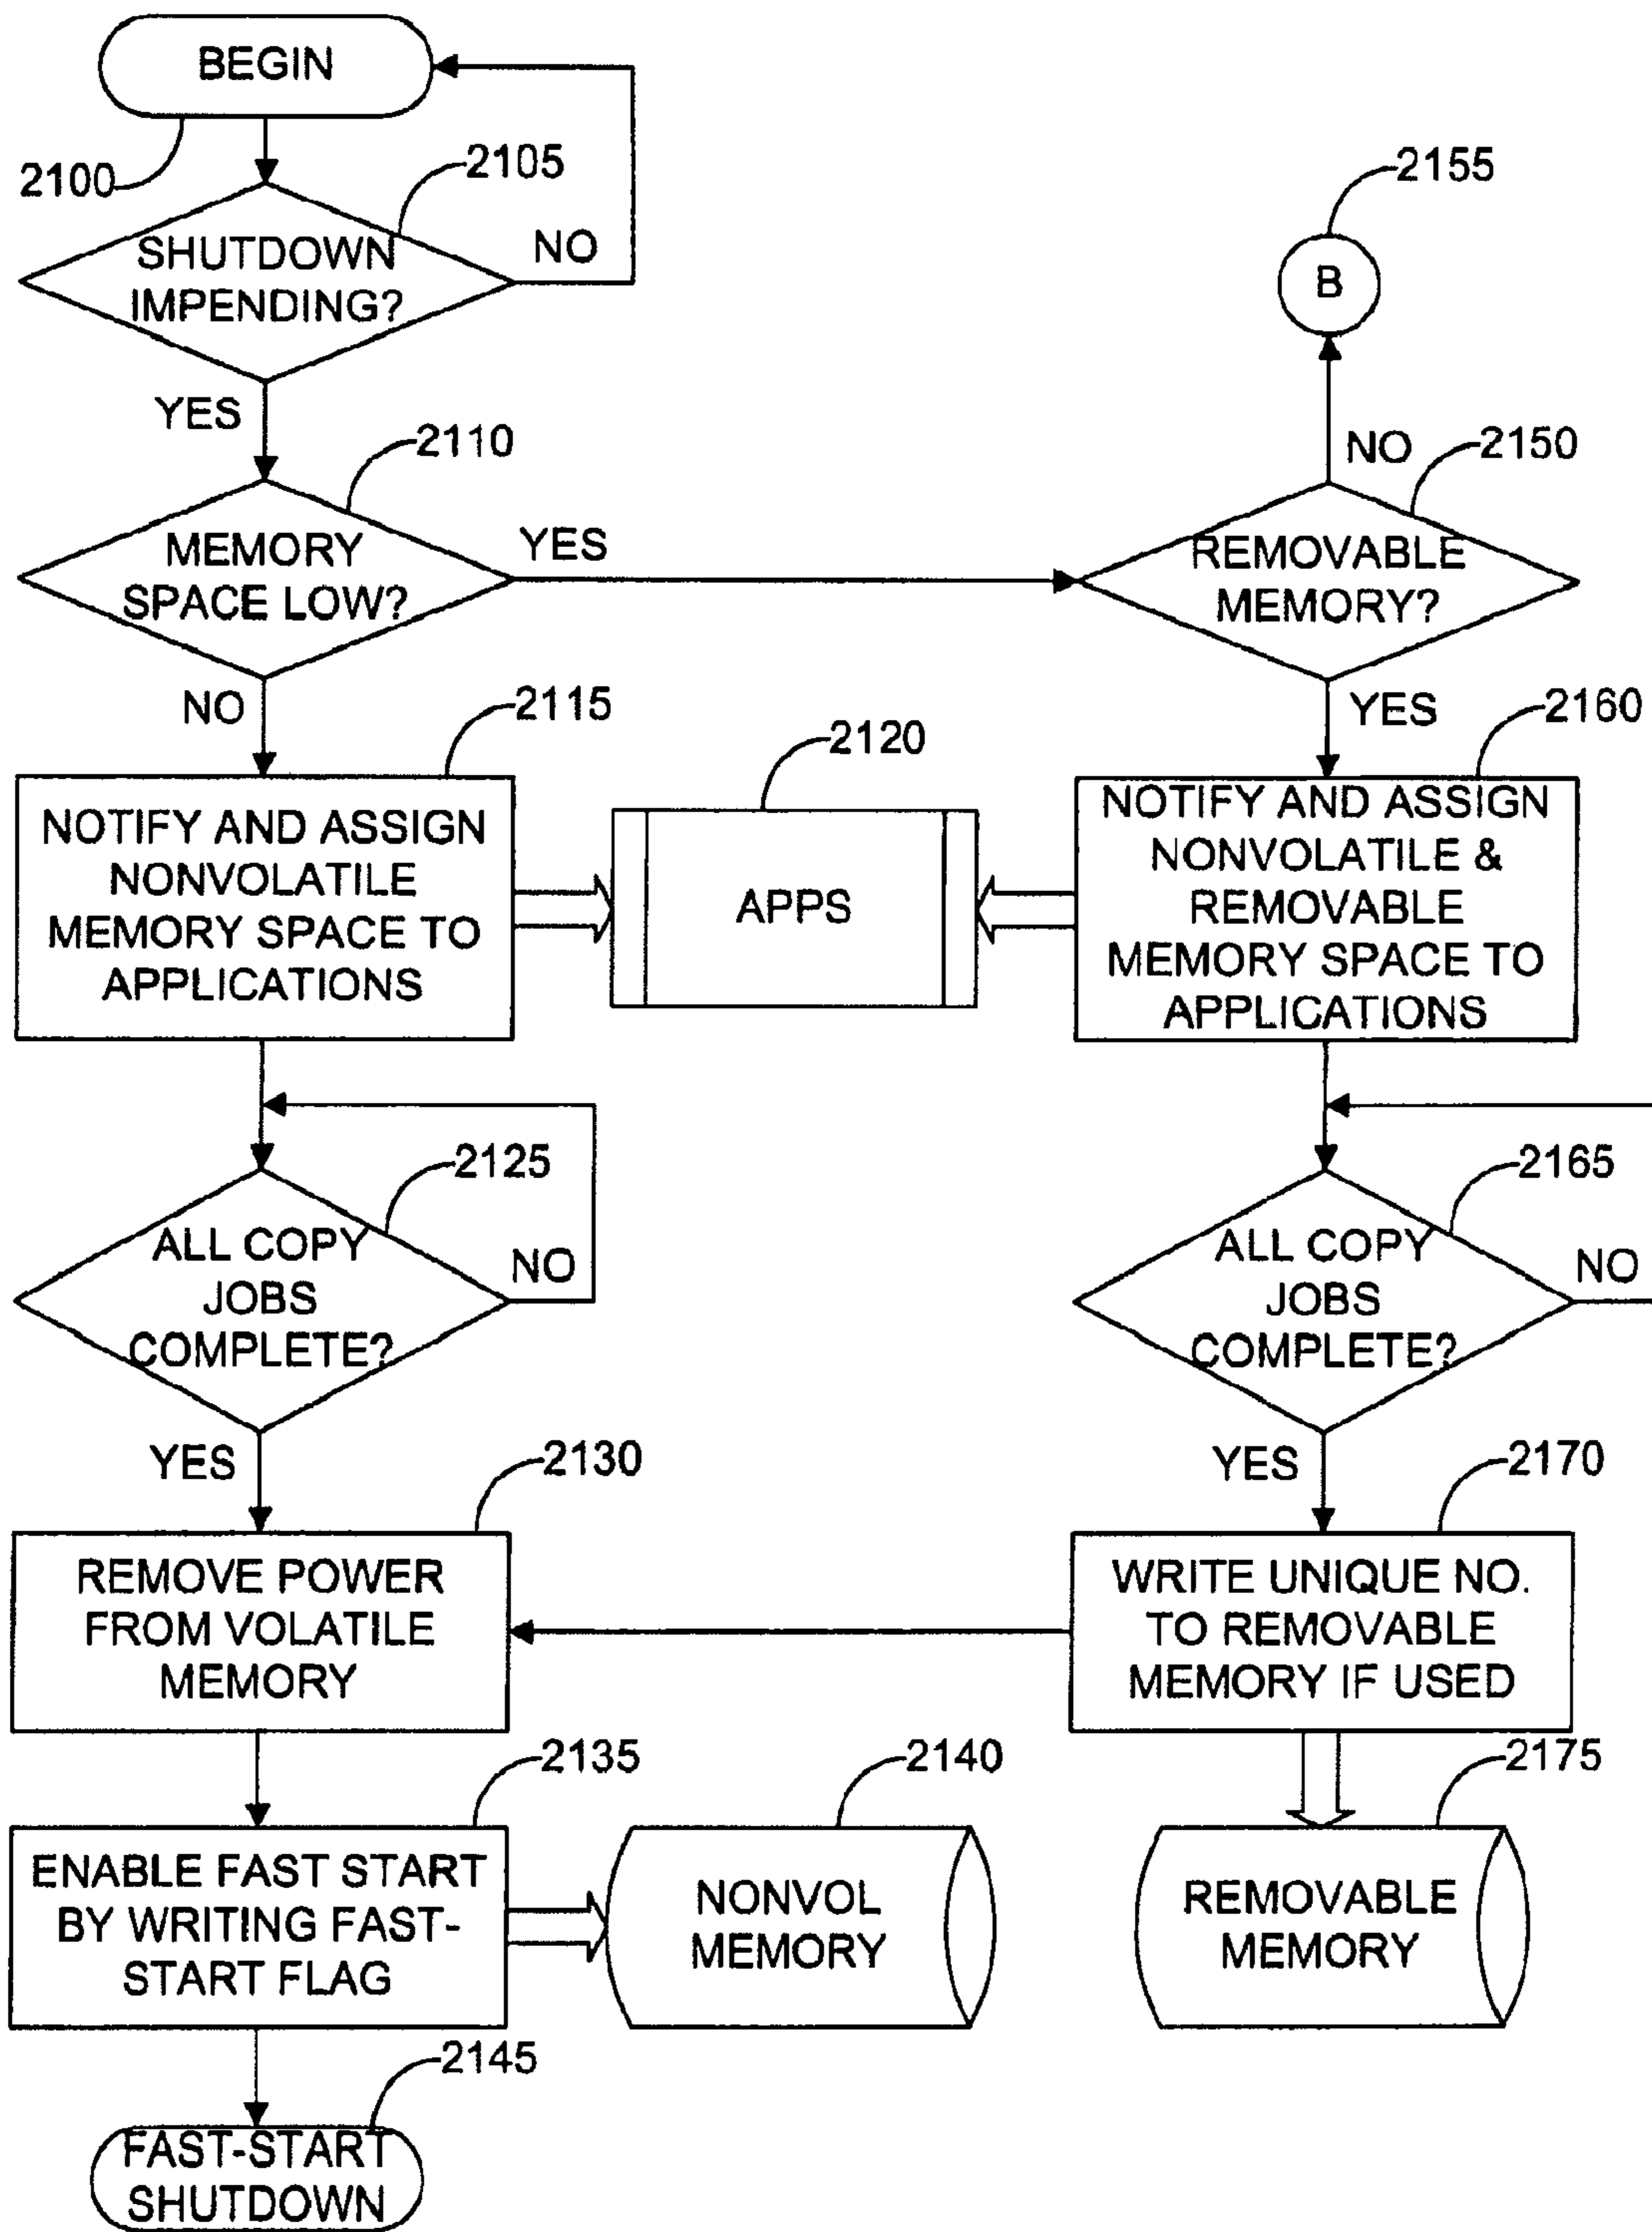 BEGIN
2100
2105
SHUTDOWN
IMPENDING?
NO
YES
2110
MEMORY
SPACE LOW?
YES
NO
2155
B
NO
2150
REMOVABLE
MEMORY?
YES
2115
NOTIFY AND ASSIGN
NONVOLATILE
MEMORY SPACE TO
APPLICATIONS
2120
APPS
2160
NOTIFY AND ASSIGN
NONVOLATILE &
REMOVABLE
MEMORY SPACE TO
APPLICATIONS
2125
ALL COPY
JOBS
COMPLETE?
NO
YES
2165
ALL COPY
JOBS
COMPLETE?
NO
YES
2130
REMOVE POWER
FROM VOLATILE
MEMORY
2170
WRITE UNIQUE NO.
TO REMOVABLE
MEMORY IF USED
2135
ENABLE FAST START
BY WRITING FAST-
START FLAG
2140
NONVOL
MEMORY
2175
REMOVABLE
MEMORY
2145
FAST-START
SHUTDOWN